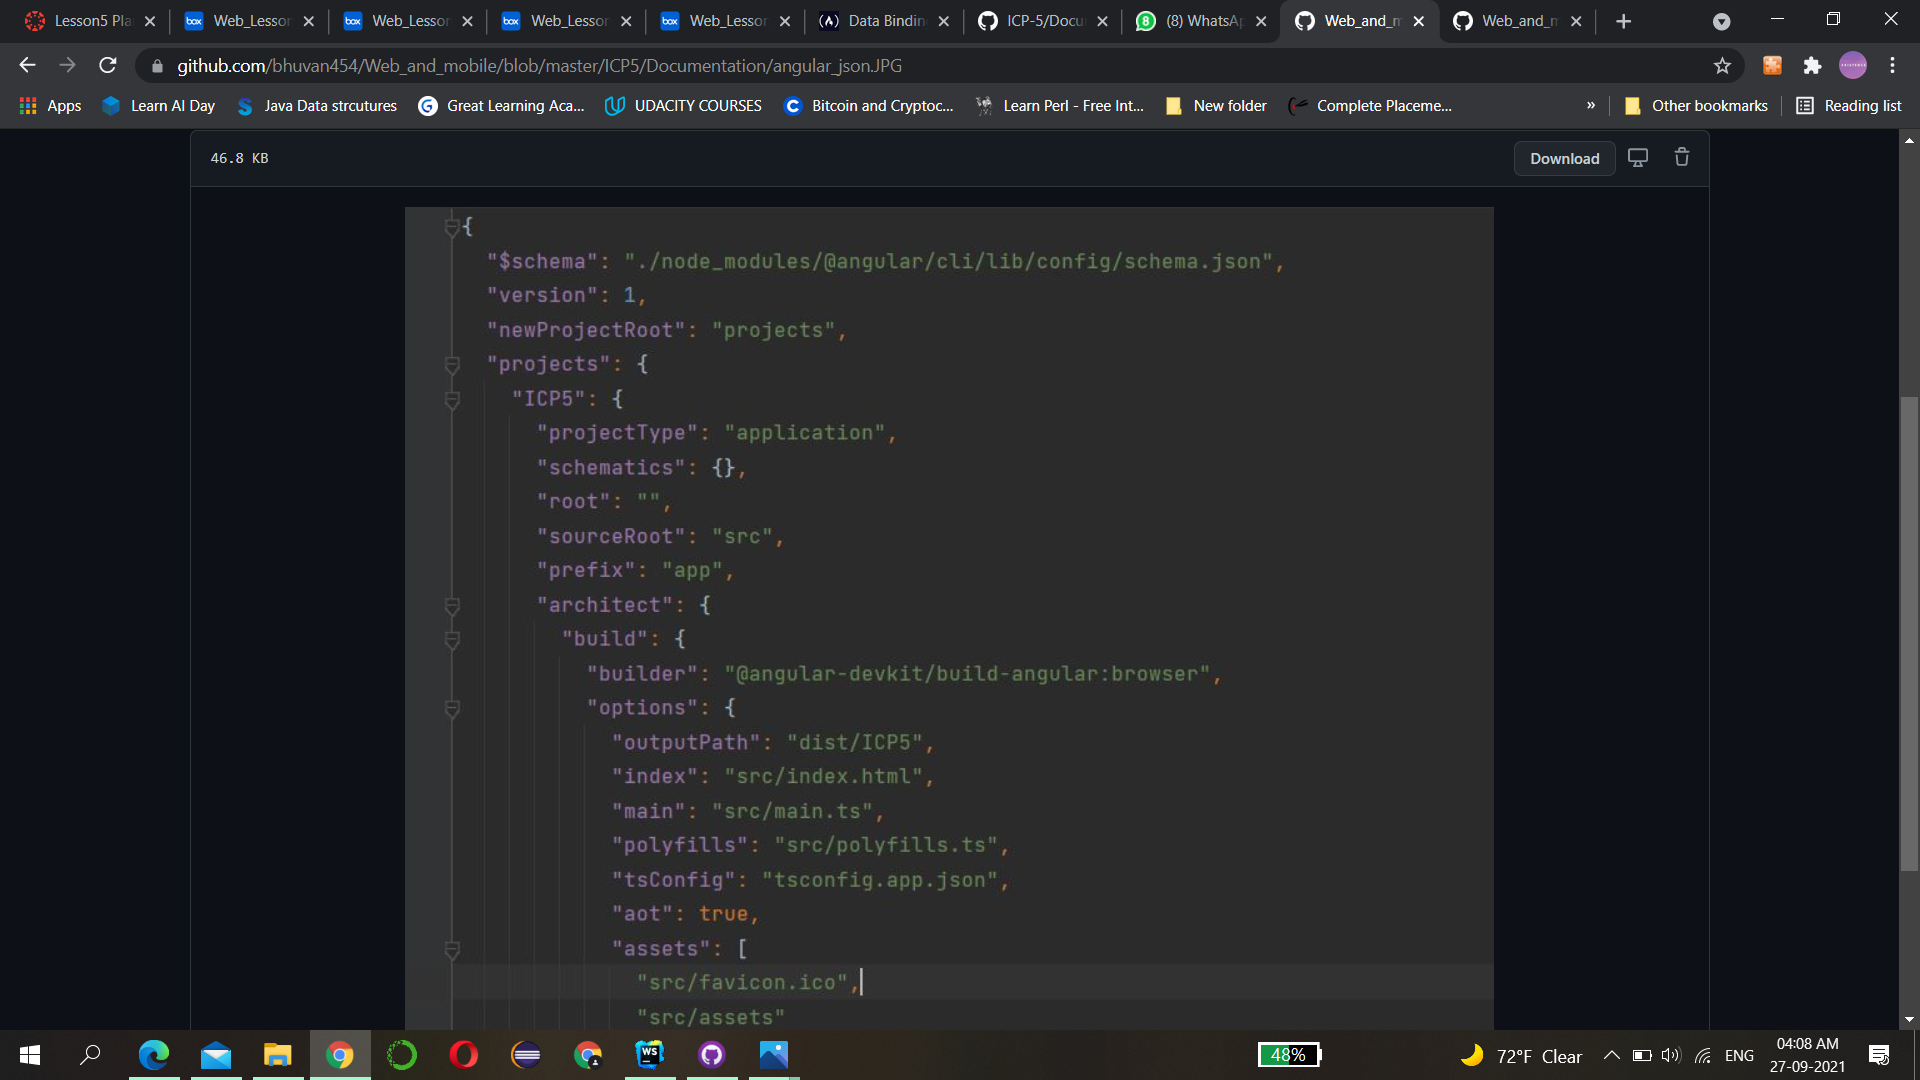 Lesson5 Pla
Web_Lesson
Web_Lesson
Web_Lesson
Web_Lesson
Data Bindin
ICP-5/Docu
(8) WhatsAp
Web_and_m
Web_and_m
github.com/bhuvan454/Web_and_mobile/blob/master/ICP5/Documentation/angular_json.JPG
Apps
Learn AI Day
Java Data strcutures
Great Learning Aca...
UDACITY COURSES
Bitcoin and Cryptoc...
Learn Perl - Free Int...
New folder
Complete Placeme...
»
Other bookmarks
Reading list
46.8 KB
Download
{
"$schema": "./node_modules/@angular/cli/lib/config/schema.json",
"version": 1,
"newProjectRoot": "projects",
"projects": {
"ICP5": {
"projectType": "application",
"schematics": {},
"root": "",
"sourceRoot": "src",
"prefix": "app",
"architect": {
"build": {
"builder": "@angular-devkit/build-angular:browser",
"options": {
"outputPath": "dist/ICP5",
"index": "src/index.html",
"main": "src/main.ts",
"polyfills": "src/polyfills.ts",
"tsConfig": "tsconfig.app.json",
"aot": true,
"assets": [
"src/favicon.ico",
"src/assets"
48%
72°F Clear
ENG
04:08 AM
27-09-2021